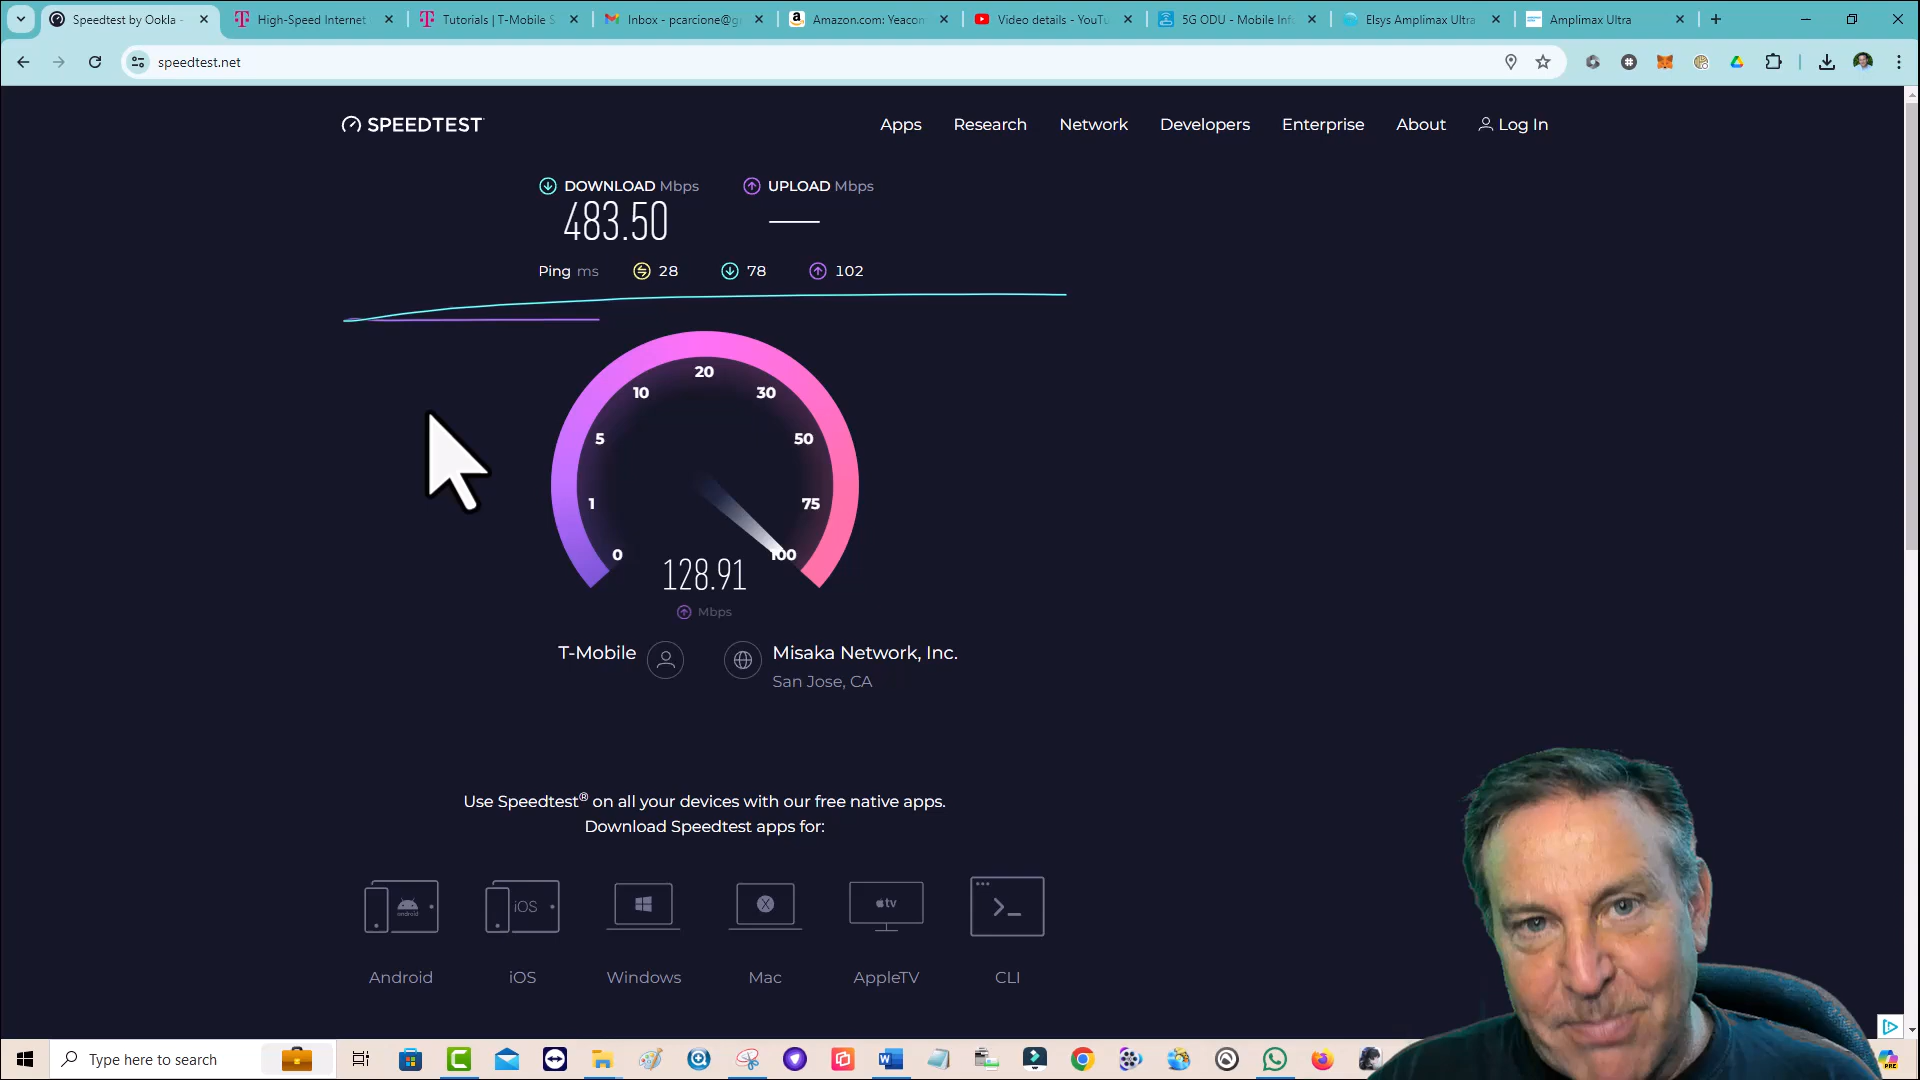 Speedtest by Ookla -
High-Speed Internet
Tutorials | T-Mobile S
Inbox - pcarcione@g
Amazon.com: Yeacon
Video details - YouTu
5G ODU - Mobile Inf
Elsys Amplimax Ultra
Amplimax Ultra
speedtest.net
SPEEDTEST
Apps
Research
Network
Developers
Enterprise
About
Log In
DOWNLOAD Mbps
UPLOAD Mbps
483.50
Ping ms
28
78
102
20
10
30
5
50
1
75
0
100
128.91
Mbps
T-Mobile
Misaka Network, Inc.
San Jose, CA
Use Speedtest® on all your devices with our free native apps.
Download Speedtest apps for:
android
iOS
tv
Android
iOS
Windows
Mac
AppleTV
CLI
Type here to search
PRE